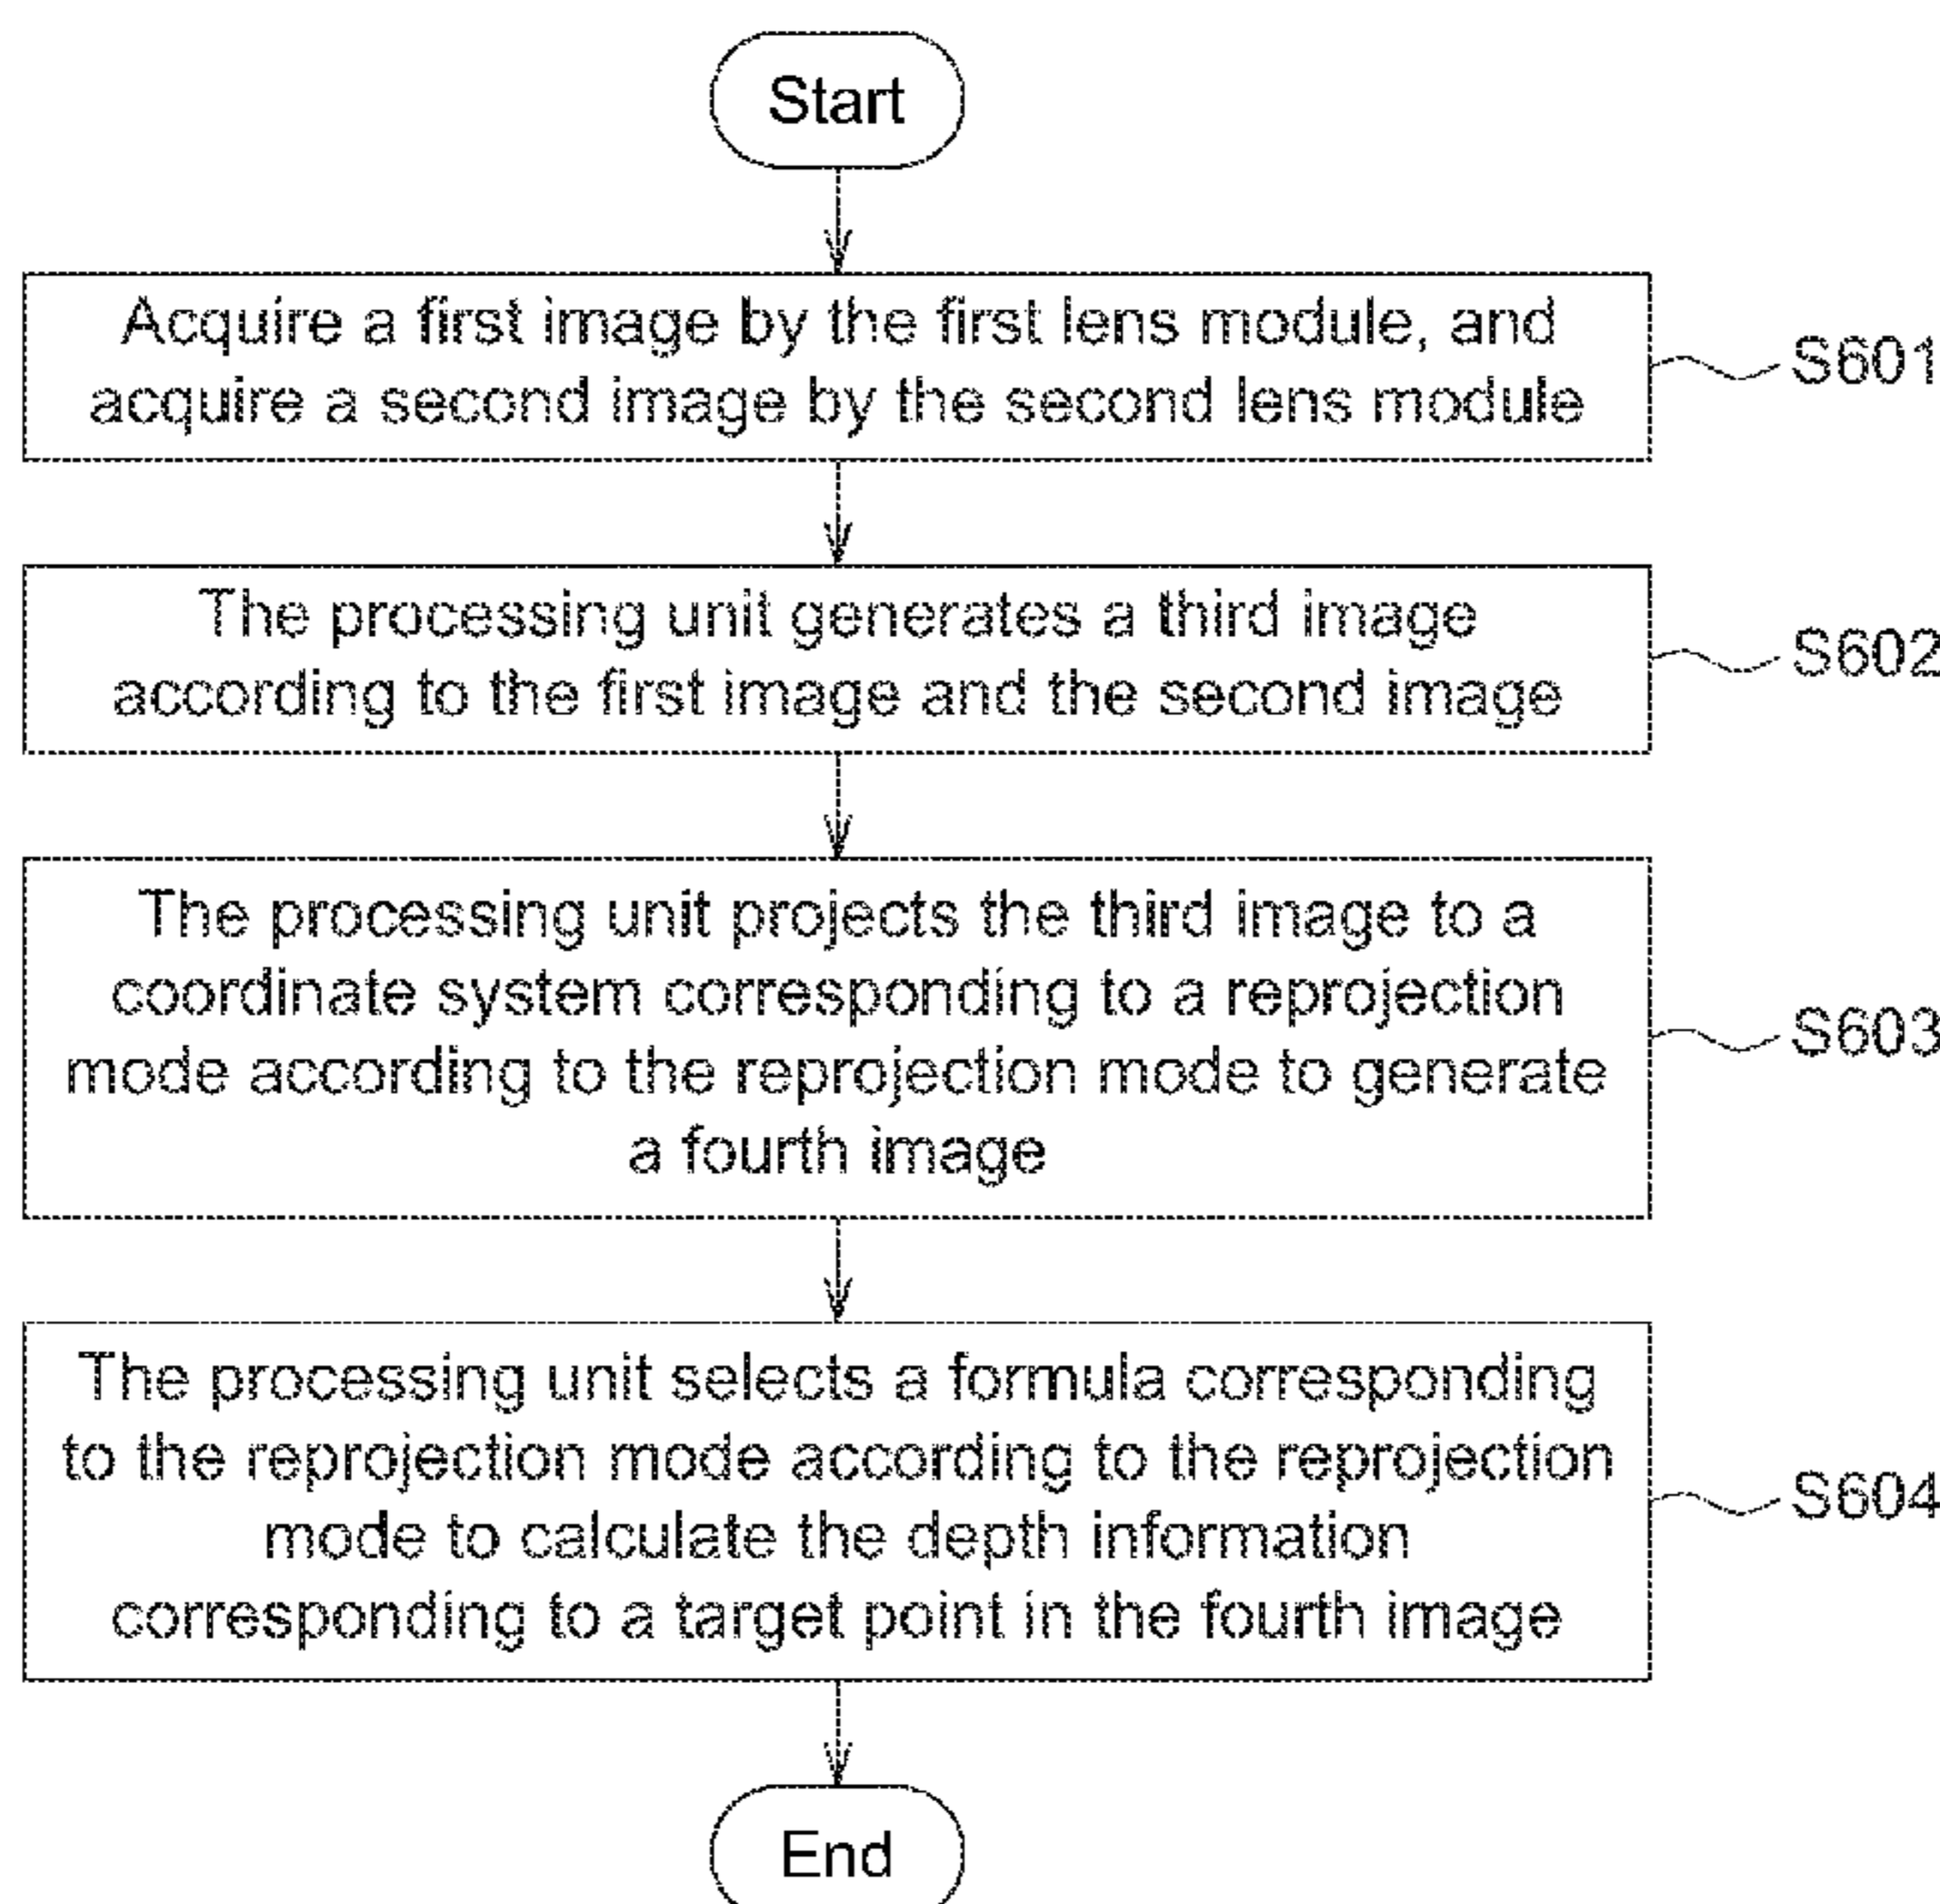 Start
Acquire a first image by the first lens module, and
acquire a second image by the second lens module
S601
The processing unit generates a third image
according to the first image and the second image
S602
The processing unit projects the third image to a
coordinate system corresponding to a reprojection
mode according to the reprojection mode to generate
a fourth image
S603
The processing unit selects a formula corresponding
to the reprojection mode according to the reprojection
mode to calculate the depth information
corresponding to a target point in the fourth image
S604
End